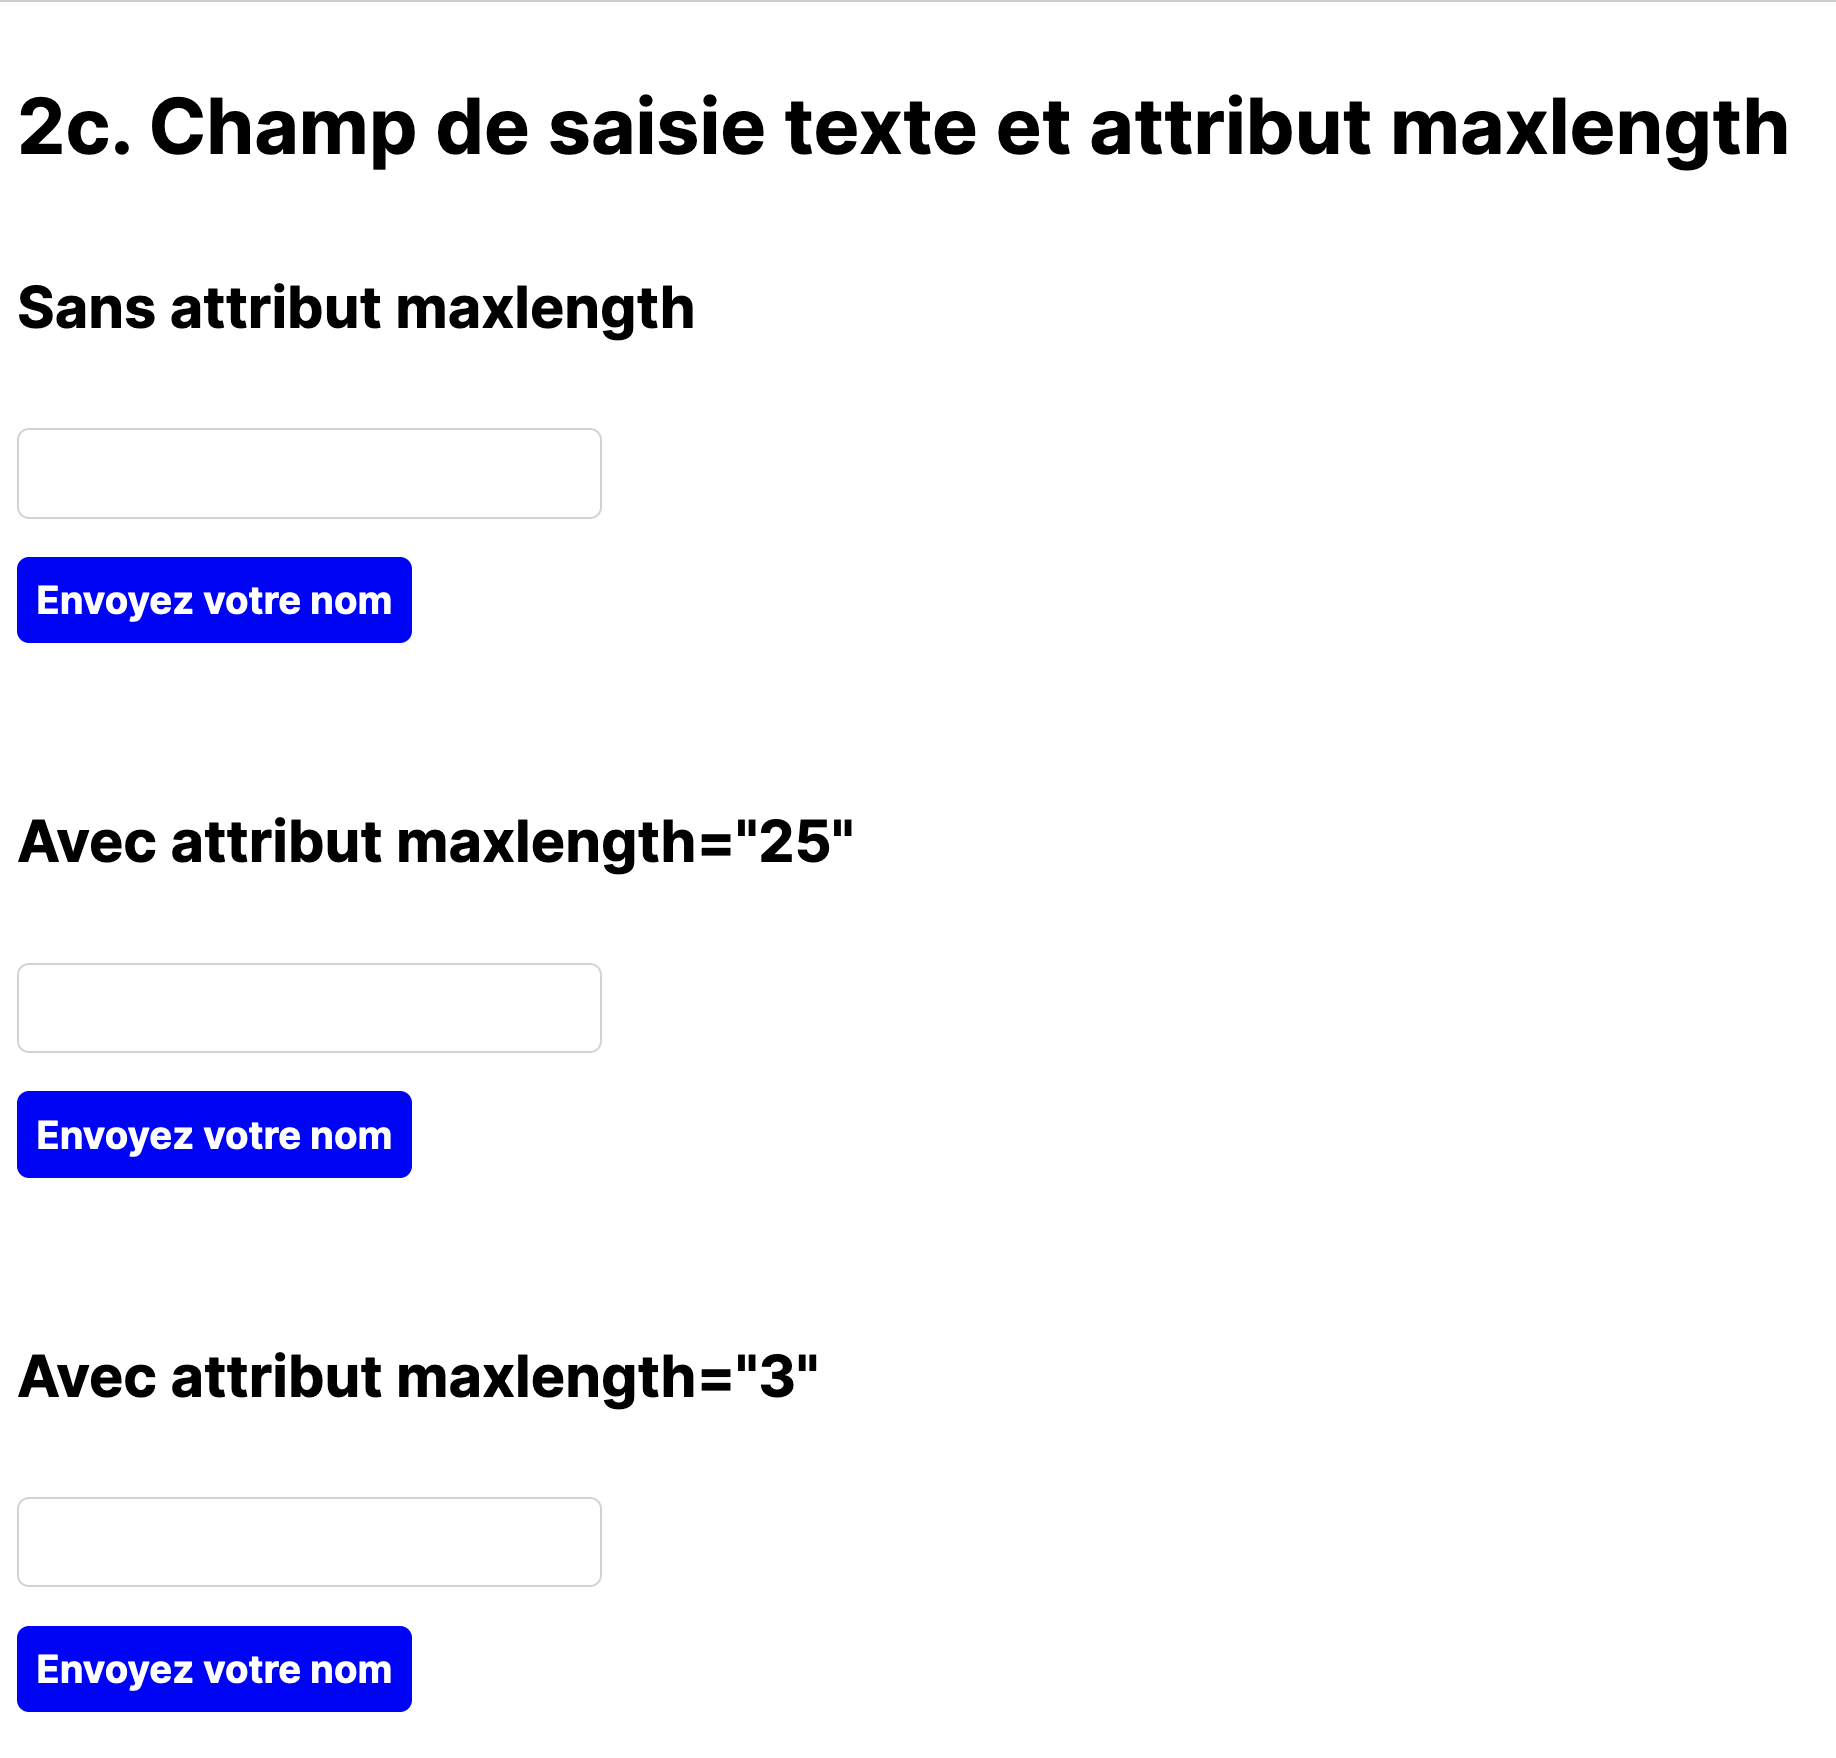 2c. Champ de saisie texte et attribut maxlength
Sans attribut maxlength
Envoyez votre nom
Avec attribut maxlength="25"
Envoyez votre nom
Avec attribut maxlength="3"
Envoyez votre nom